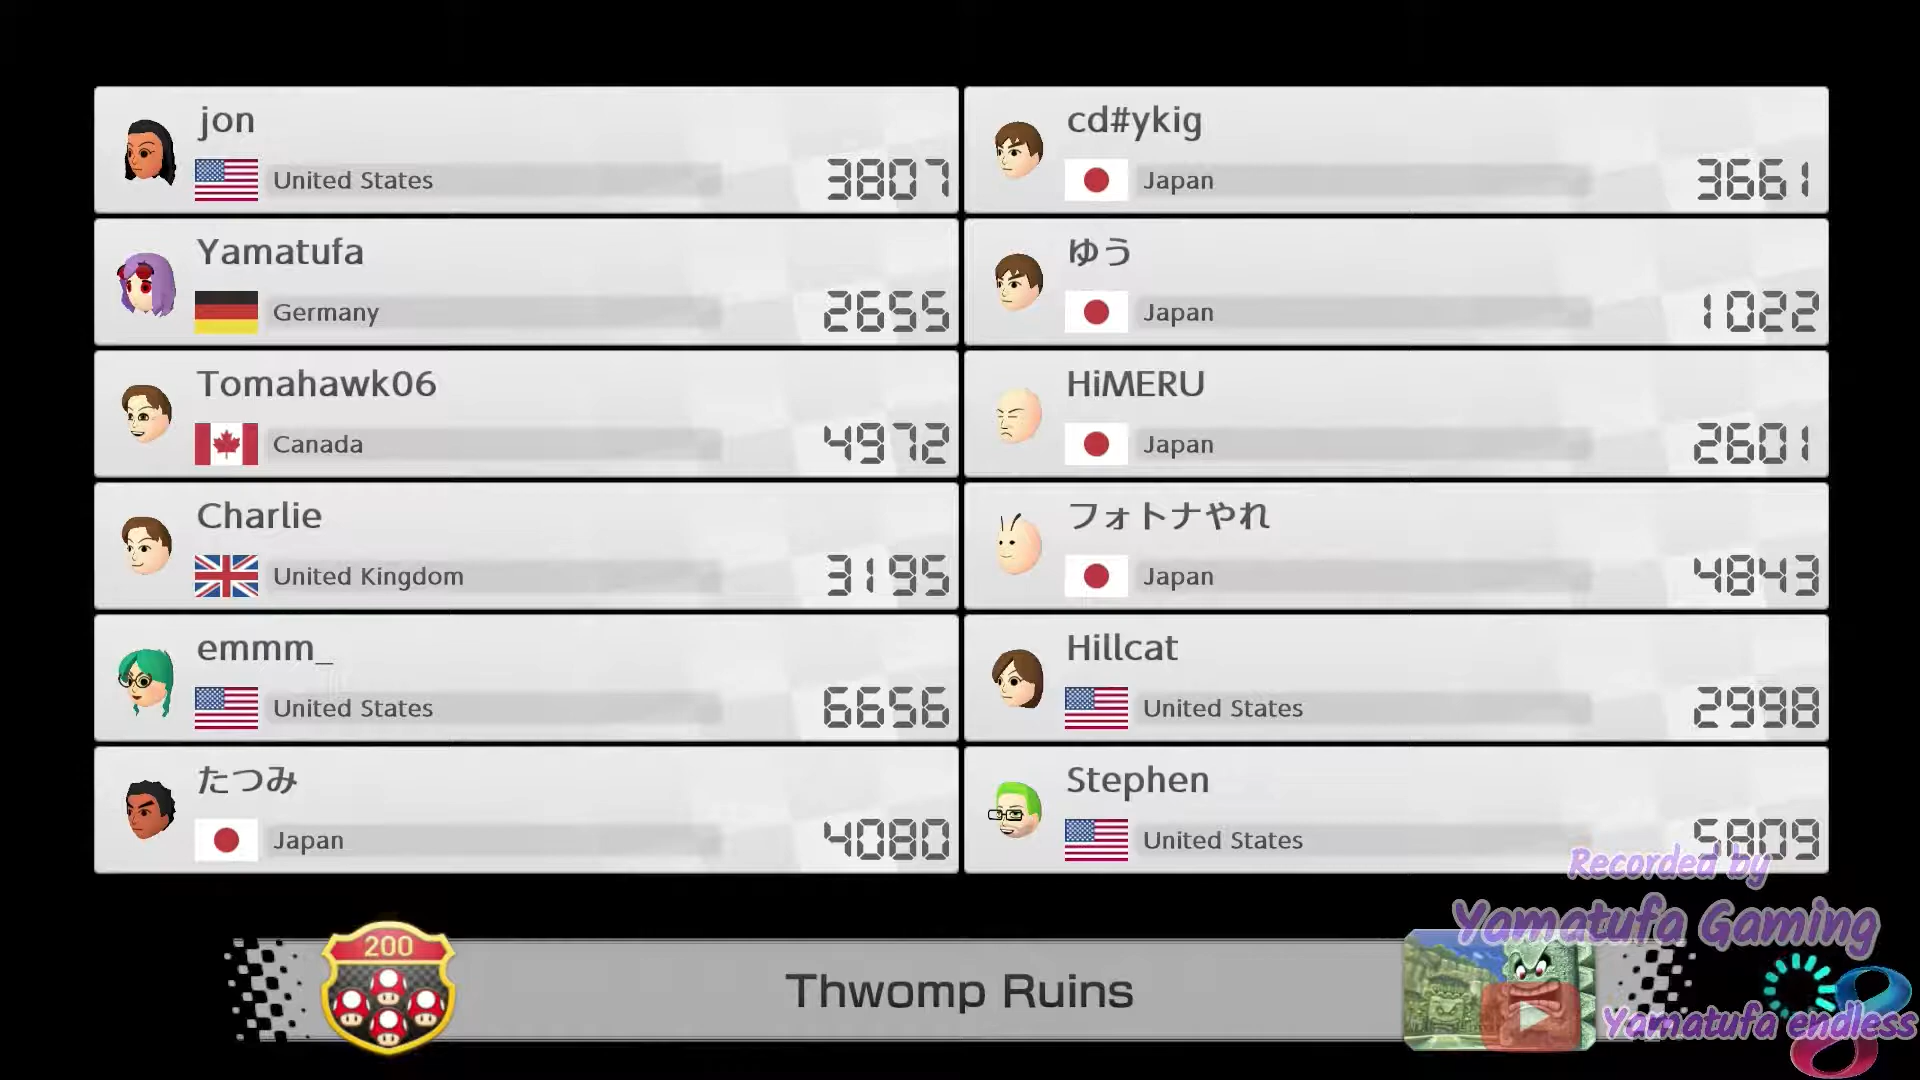 jon
United States
3807
cd#ykig
Japan
3661
Yamatufa
Germany
2655
ゆう
Japan
1022
Tomahawk06
Canada
4972
HiMERU
Japan
2601
Charlie
United Kingdom
3195
フォトナやれ
Japan
4843
emmm_
United States
6656
Hillcat
United States
2998
たつみ
Japan
4080
Stephen
United States
5809
Recorded by
Yamatufa Gaming
200
Thwomp Ruins
Yamatufa endless
8